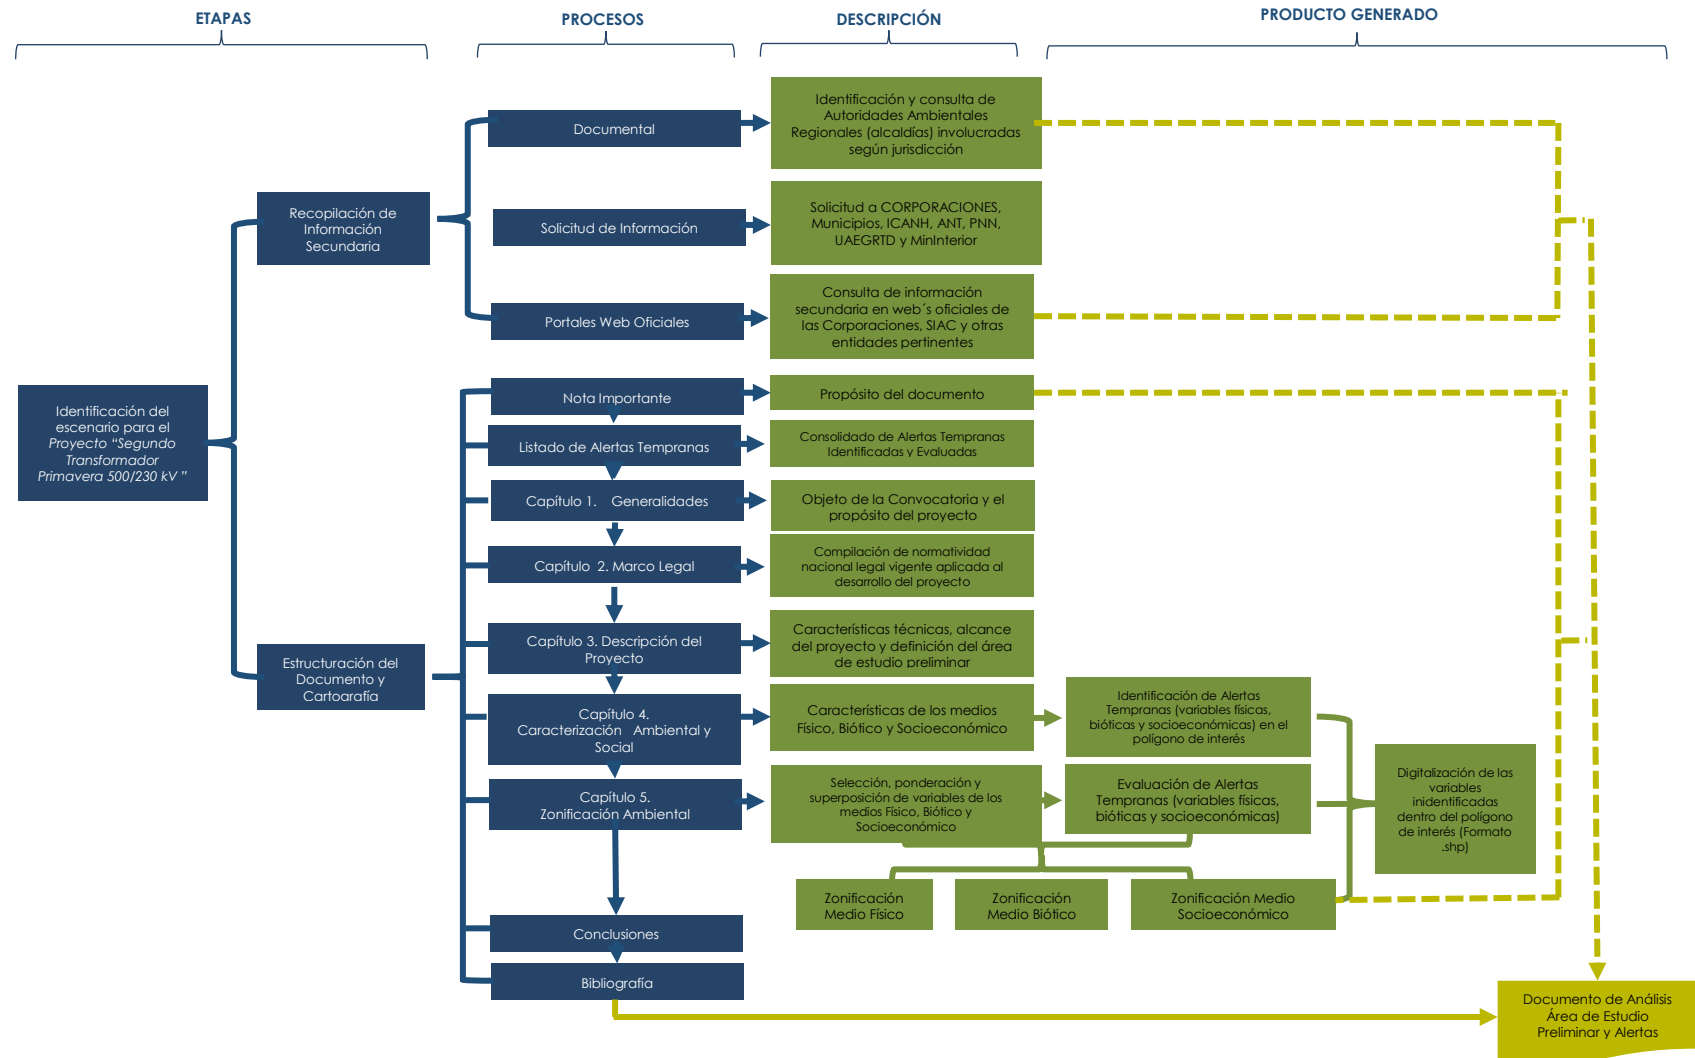 ETAPAS
PROCESOS
DESCRIPCIÓN
PRODUCTO GENERADO
Identificación del
escenario para el
Proyecto “Segundo
Transformador
Primavera 500/230 kV ”
Recopilación de
Información
Secundaria
Documental
Identificación y consulta de
Autoridades Ambientales
Regionales (alcaldías) involucradas
según jurisdicción
Solicitud de Información
Solicitud a CORPORACIONES,
Municipios, ICANH, ANT, PNN,
UAEGRTD y MinInterior
Portales Web Oficiales
Consulta de información
secundaria en web´s oficiales de
las Corporaciones, SIAC y otras
entidades pertinentes
Estructuración del
Documento y
Cartoarafía
Nota Importante
Propósito del documento
Listado de Alertas Tempranas
Consolidado de Alertas Tempranas
Identificadas y Evaluadas
Capítulo 1. Generalidades
Objeto de la Convocatoria y el
propósito del proyecto
Capítulo 2. Marco Legal
Compilación de normatividad
nacional legal vigente aplicada al
desarrollo del proyecto
Capítulo 3. Descripción del
Proyecto
Características técnicas, alcance
del proyecto y definición del área
de estudio preliminar
Capítulo 4.
Caracterización Ambiental y
Social
Características de los medios
Físico, Biótico y Socioeconómico
Identificación de Alertas
Tempranas (variables físicas,
bióticas y socioeconómicas) en el
polígono de interés
Capítulo 5.
Zonificación Ambiental
Selección, ponderación y
superposición de variables de los
medios Físico, Biótico y
Socioeconómico
Evaluación de Alertas
Tempranas (variables físicas,
bióticas y socioeconómicas)
Digitalización de las
variables
inidentificadas
dentro del polígono
de interés (Formato
.shp)
Zonificación
Medio Físico
Zonificación
Medio Biótico
Zonificación Medio
Socioeconómico
Conclusiones
Bibliografía
Documento de Análisis
Área de Estudio
Preliminar y Alertas